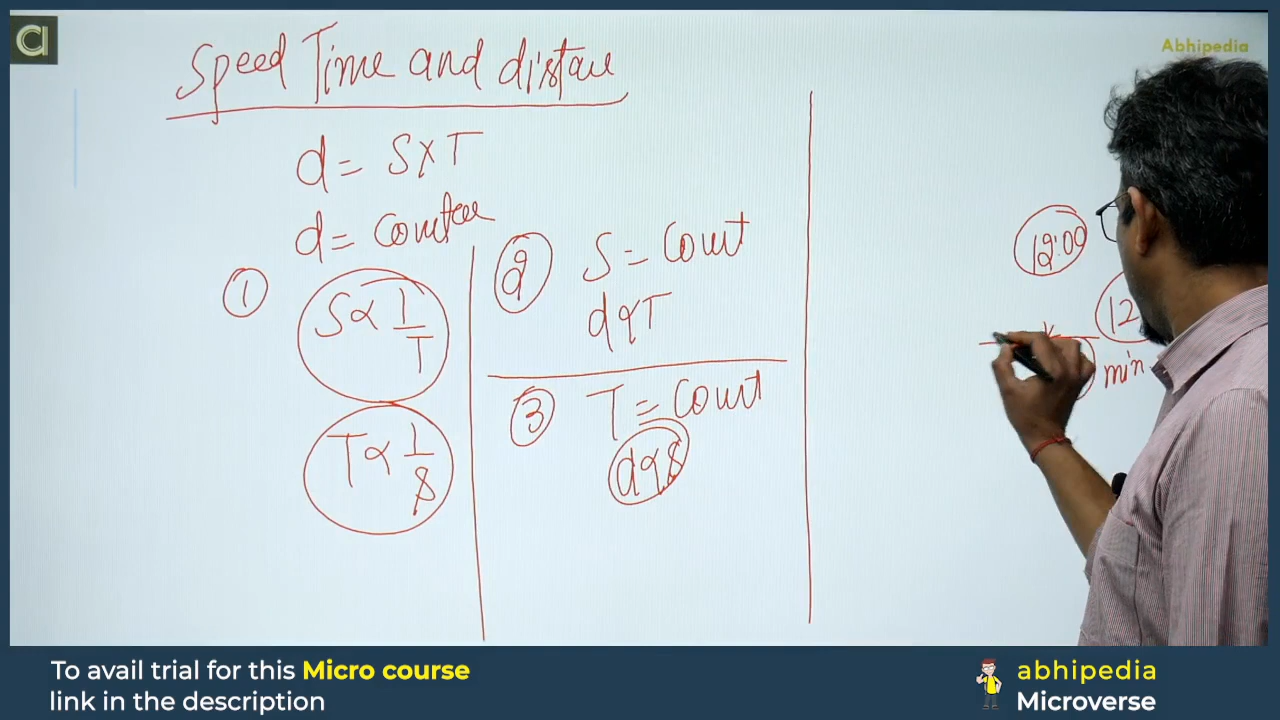 a
Abhipedia
Speed Time and distance
d = S x T
d = Constant
①
S ∝ 1/T
T ∝ 1/S
②
S = Const
d ∝ T
③
T = Const
d ∝ S
12:00
12
min
To avail trial for this Micro course
link in the description
abhipedia
Microverse